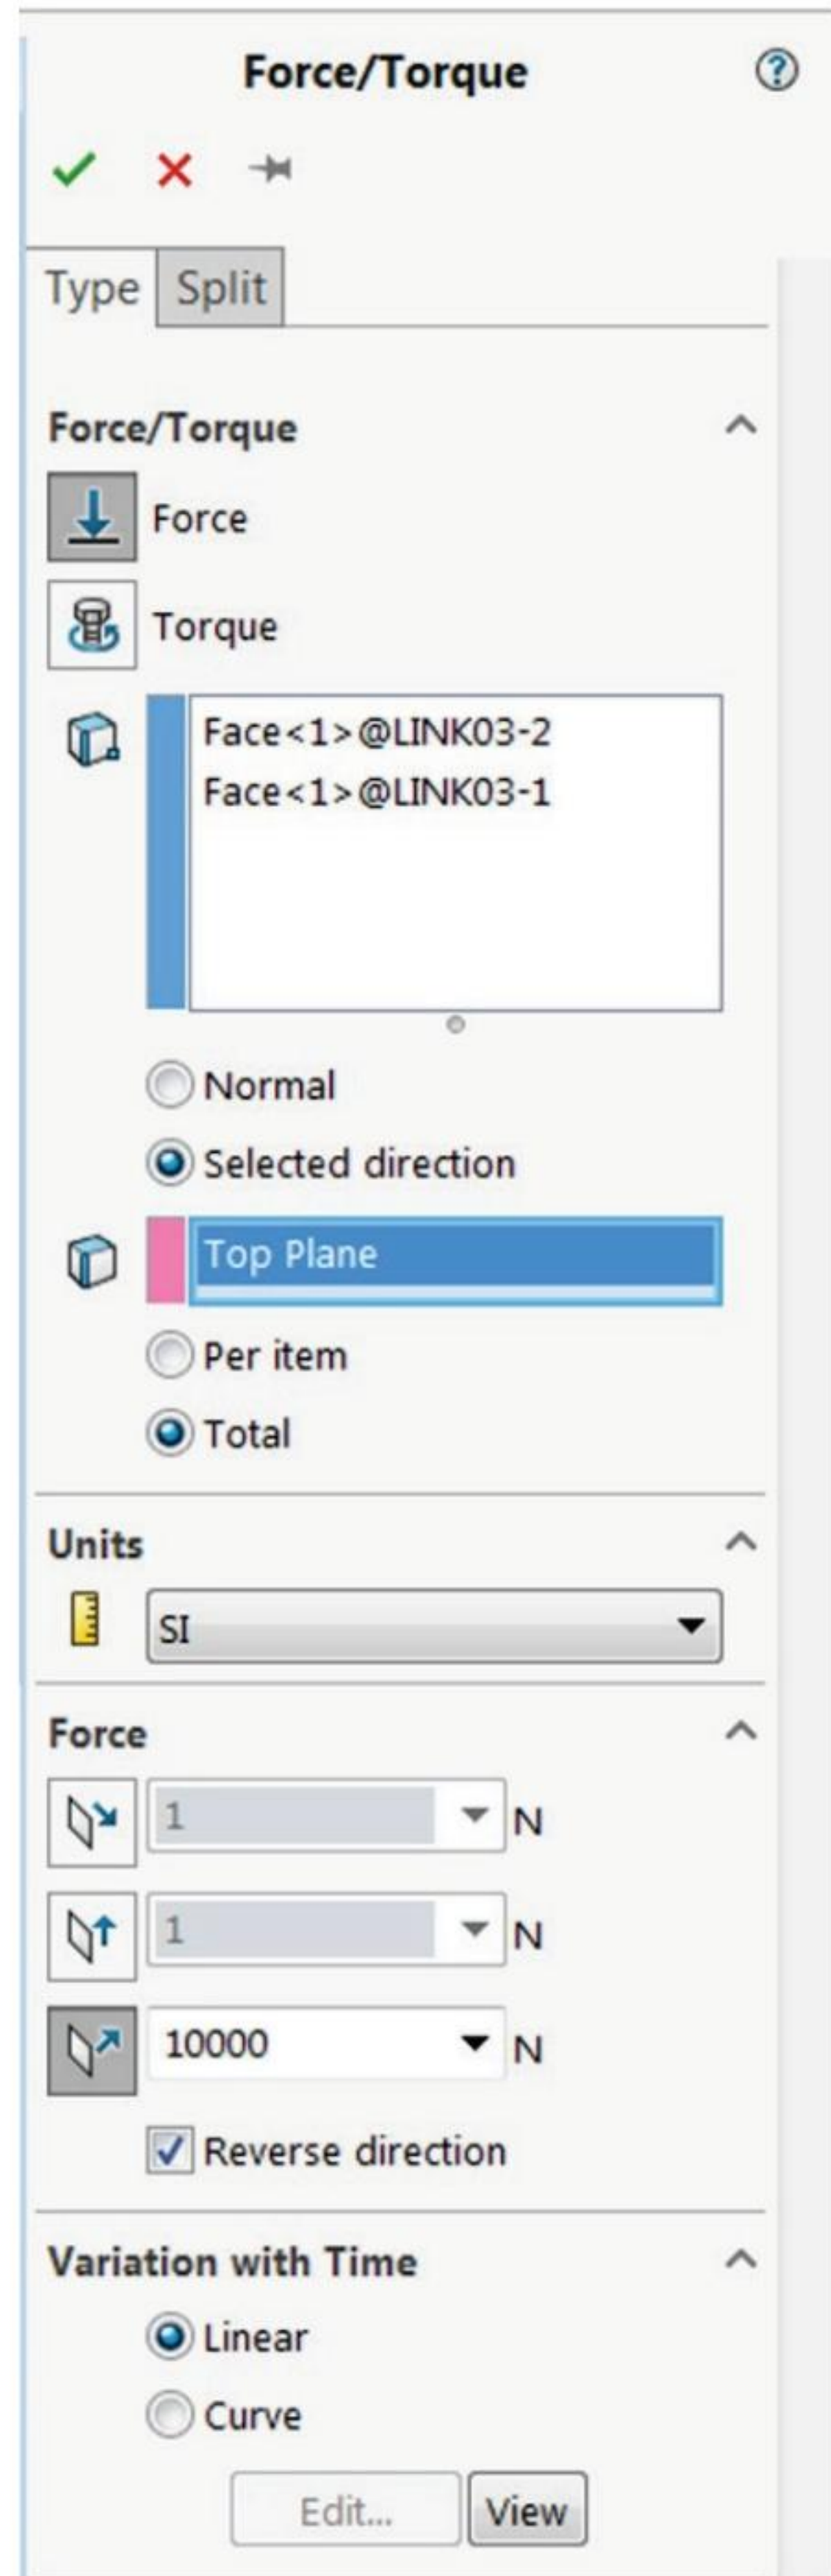 Force/Torque
Type Split
Force/Torque
Force
Torque
Face<1>@LINK03-2
Face<1>@LINK03-1
Normal
Selected direction
Top Plane
Per item
Total
Units
SI
Force
1 N
1 N
10000 N
Reverse direction
Variation with Time
Linear
Curve
Edit... View